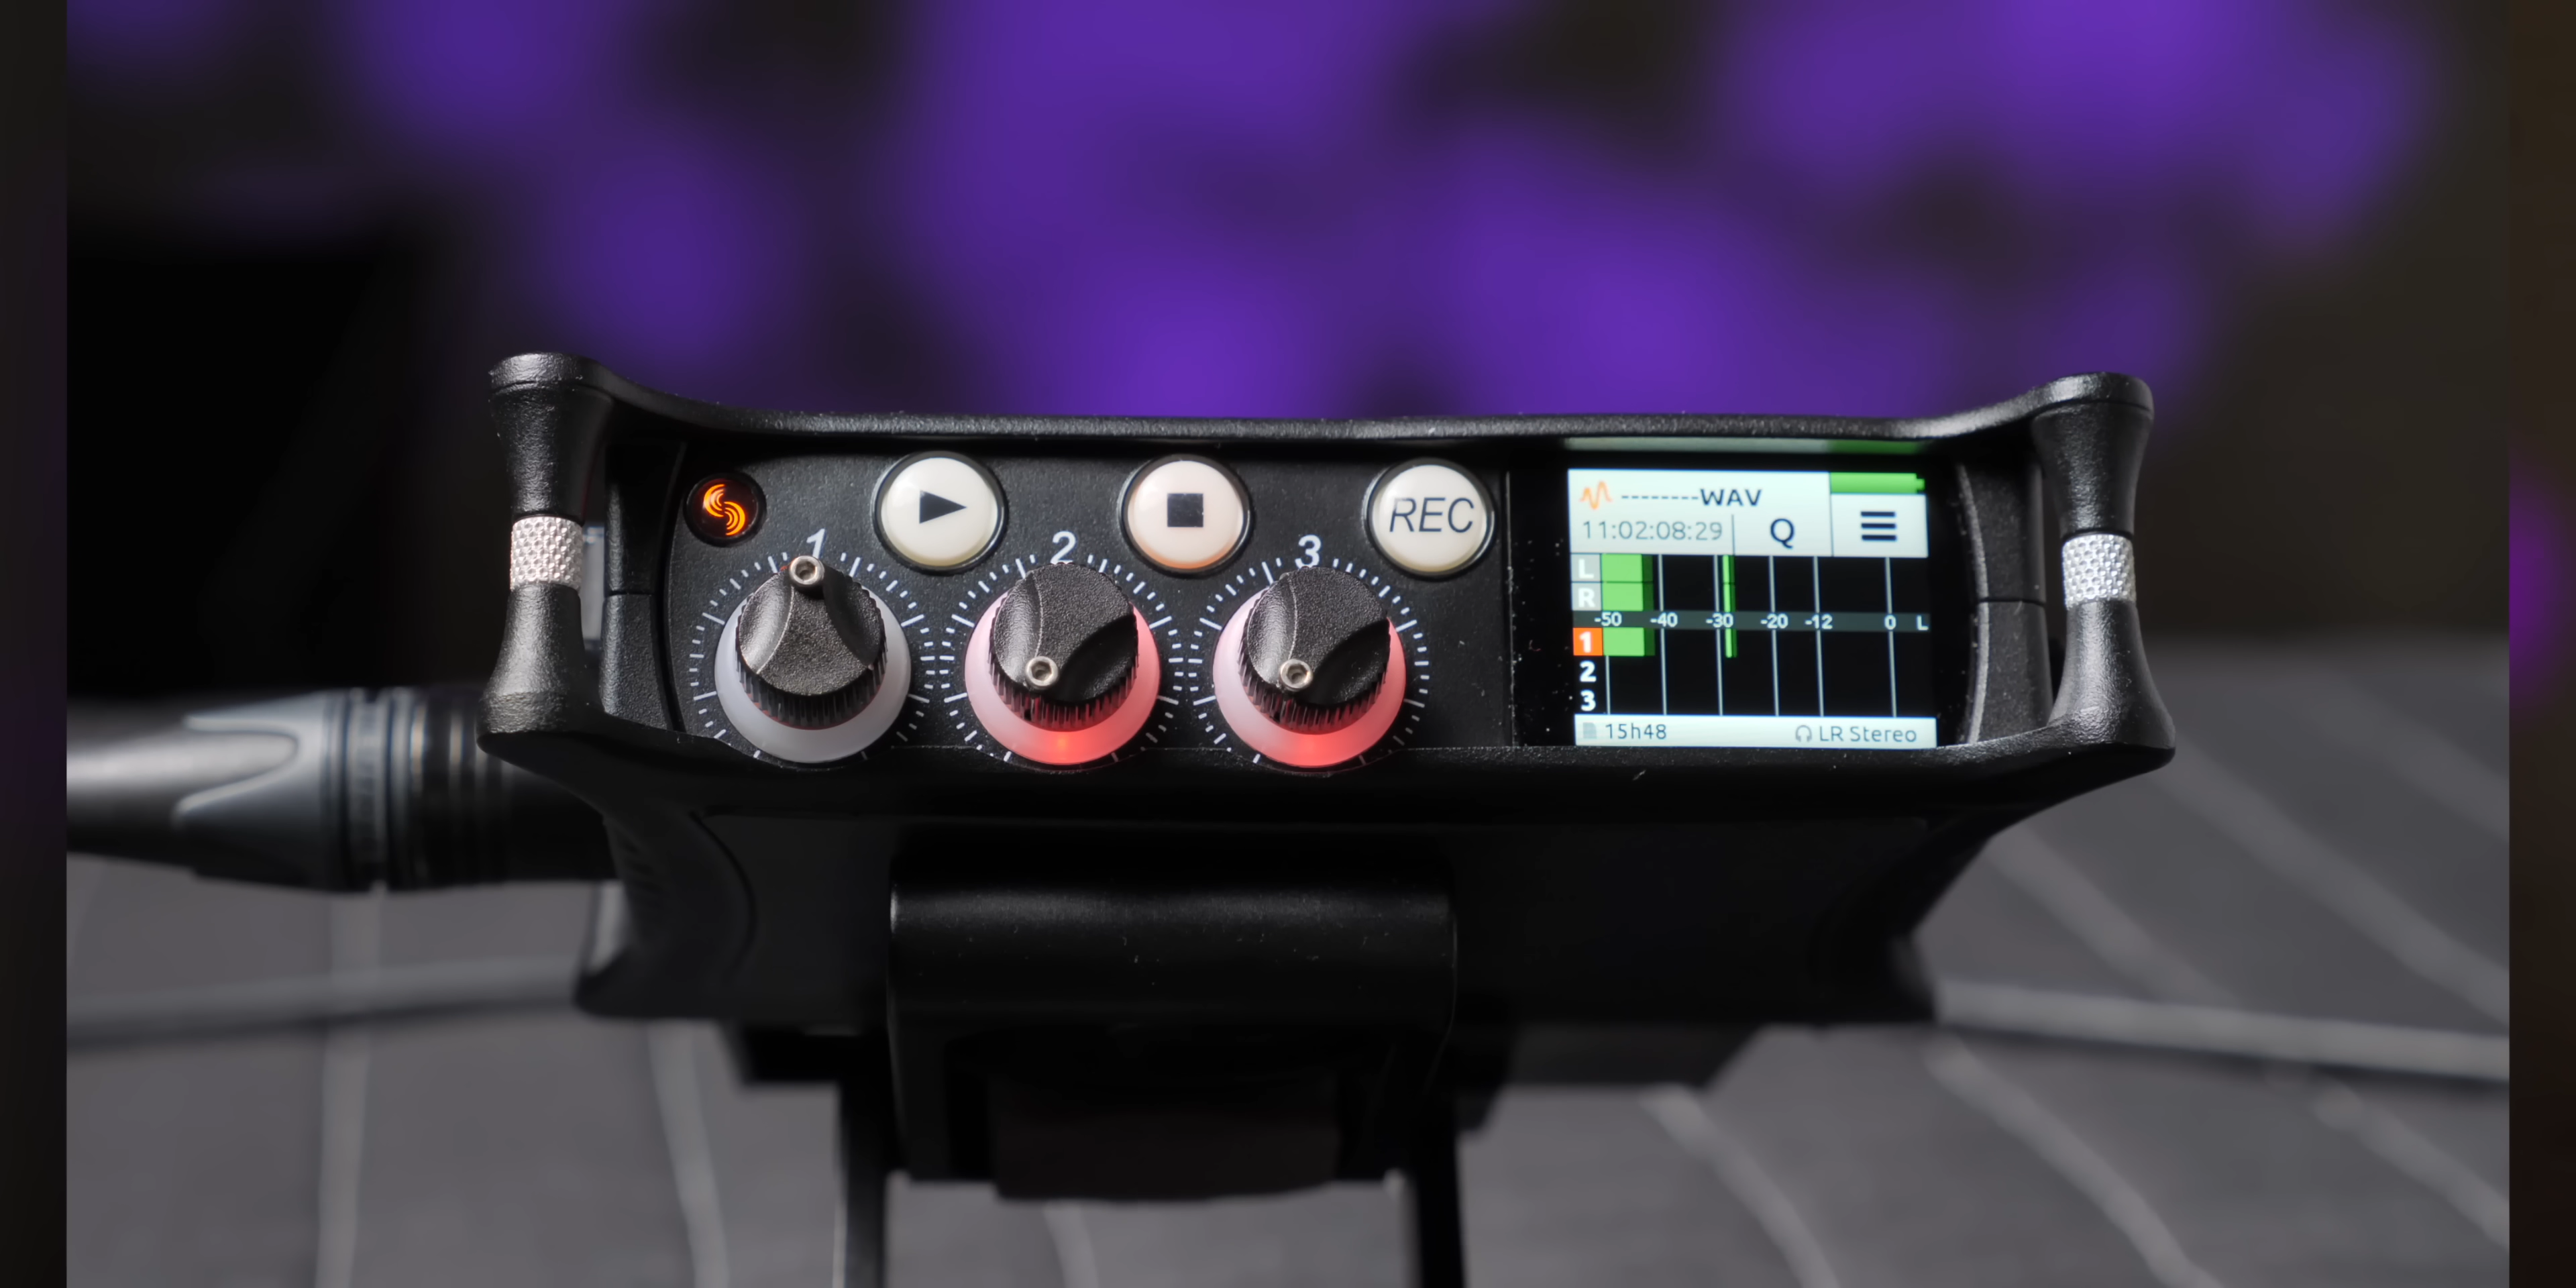 1 2 3
REC
--------WAV
11:02:08:29 Q
L
R
-50 -40 -30 -20 -12 0 L
1
2
3
15h48 LR Stereo